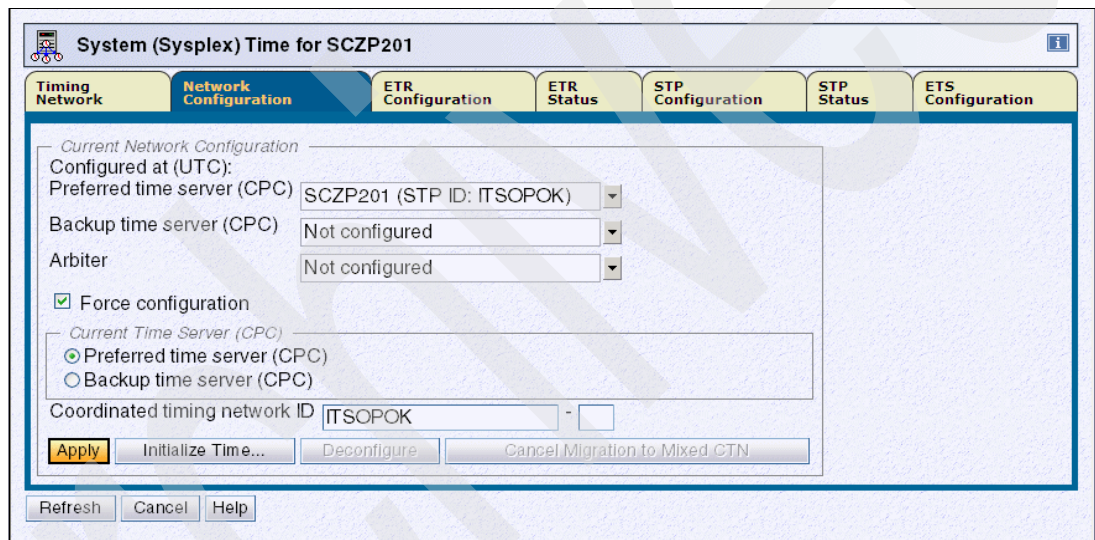 System (Sysplex) Time for SCZP201
i
Timing Network
Network Configuration
ETR Configuration
ETR Status
STP Configuration
STP Status
ETS Configuration
Current Network Configuration
Configured at (UTC):
Preferred time server (CPC) SCZP201 (STP ID: ITSOPOK)
Backup time server (CPC) Not configured
Arbiter Not configured
Force configuration
Current Time Server (CPC)
Preferred time server (CPC)
Backup time server (CPC)
Coordinated timing network ID ITSOPOK -
Apply Initialize Time... Deconfigure Cancel Migration to Mixed CTN
Refresh Cancel Help